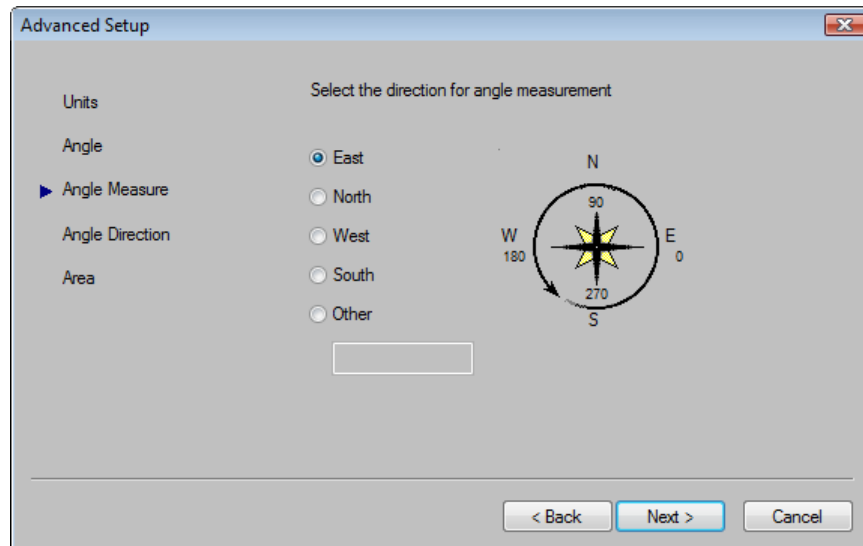 Advanced Setup
Units
Angle
Angle Measure
Angle Direction
Area
Select the direction for angle measurement
East
North
West
South
Other
N
90
W
180
E
0
270
S
< Back
Next >
Cancel